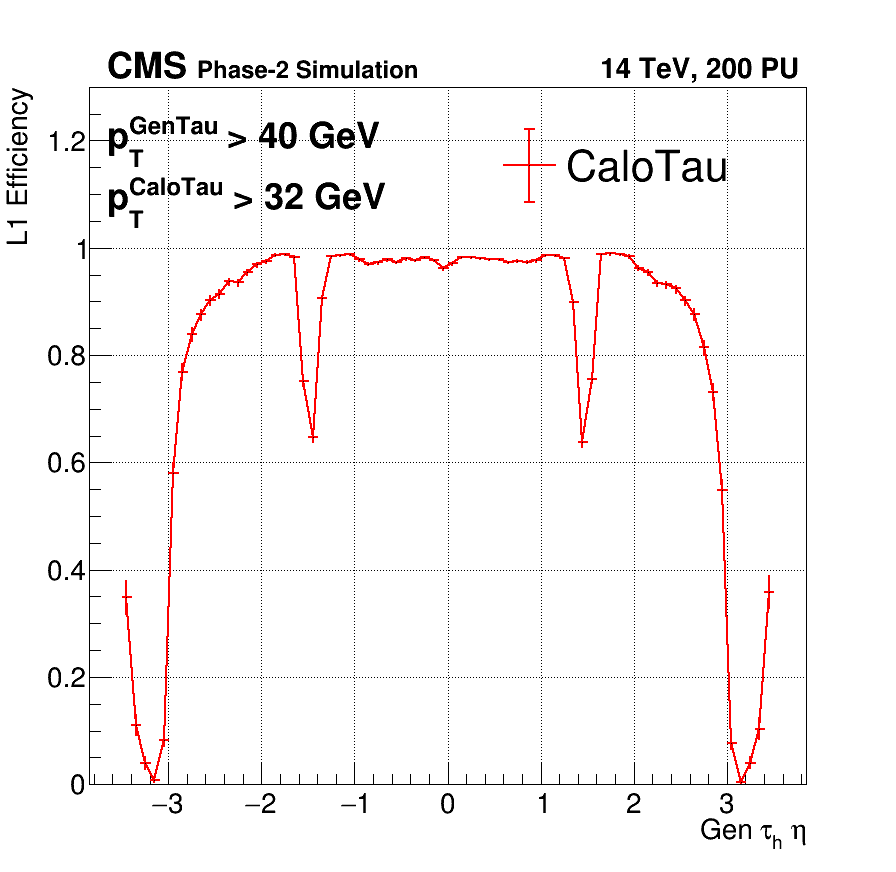 CMS Phase-2 Simulation 14 TeV, 200 PU
L1 Efficiency
p_T^GenTau > 40 GeV
p_T^CaloTau > 32 GeV
CaloTau
1.2
1
0.8
0.6
0.4
0.2
0
−3 −2 −1 0 1 2 3
Gen τ_h η